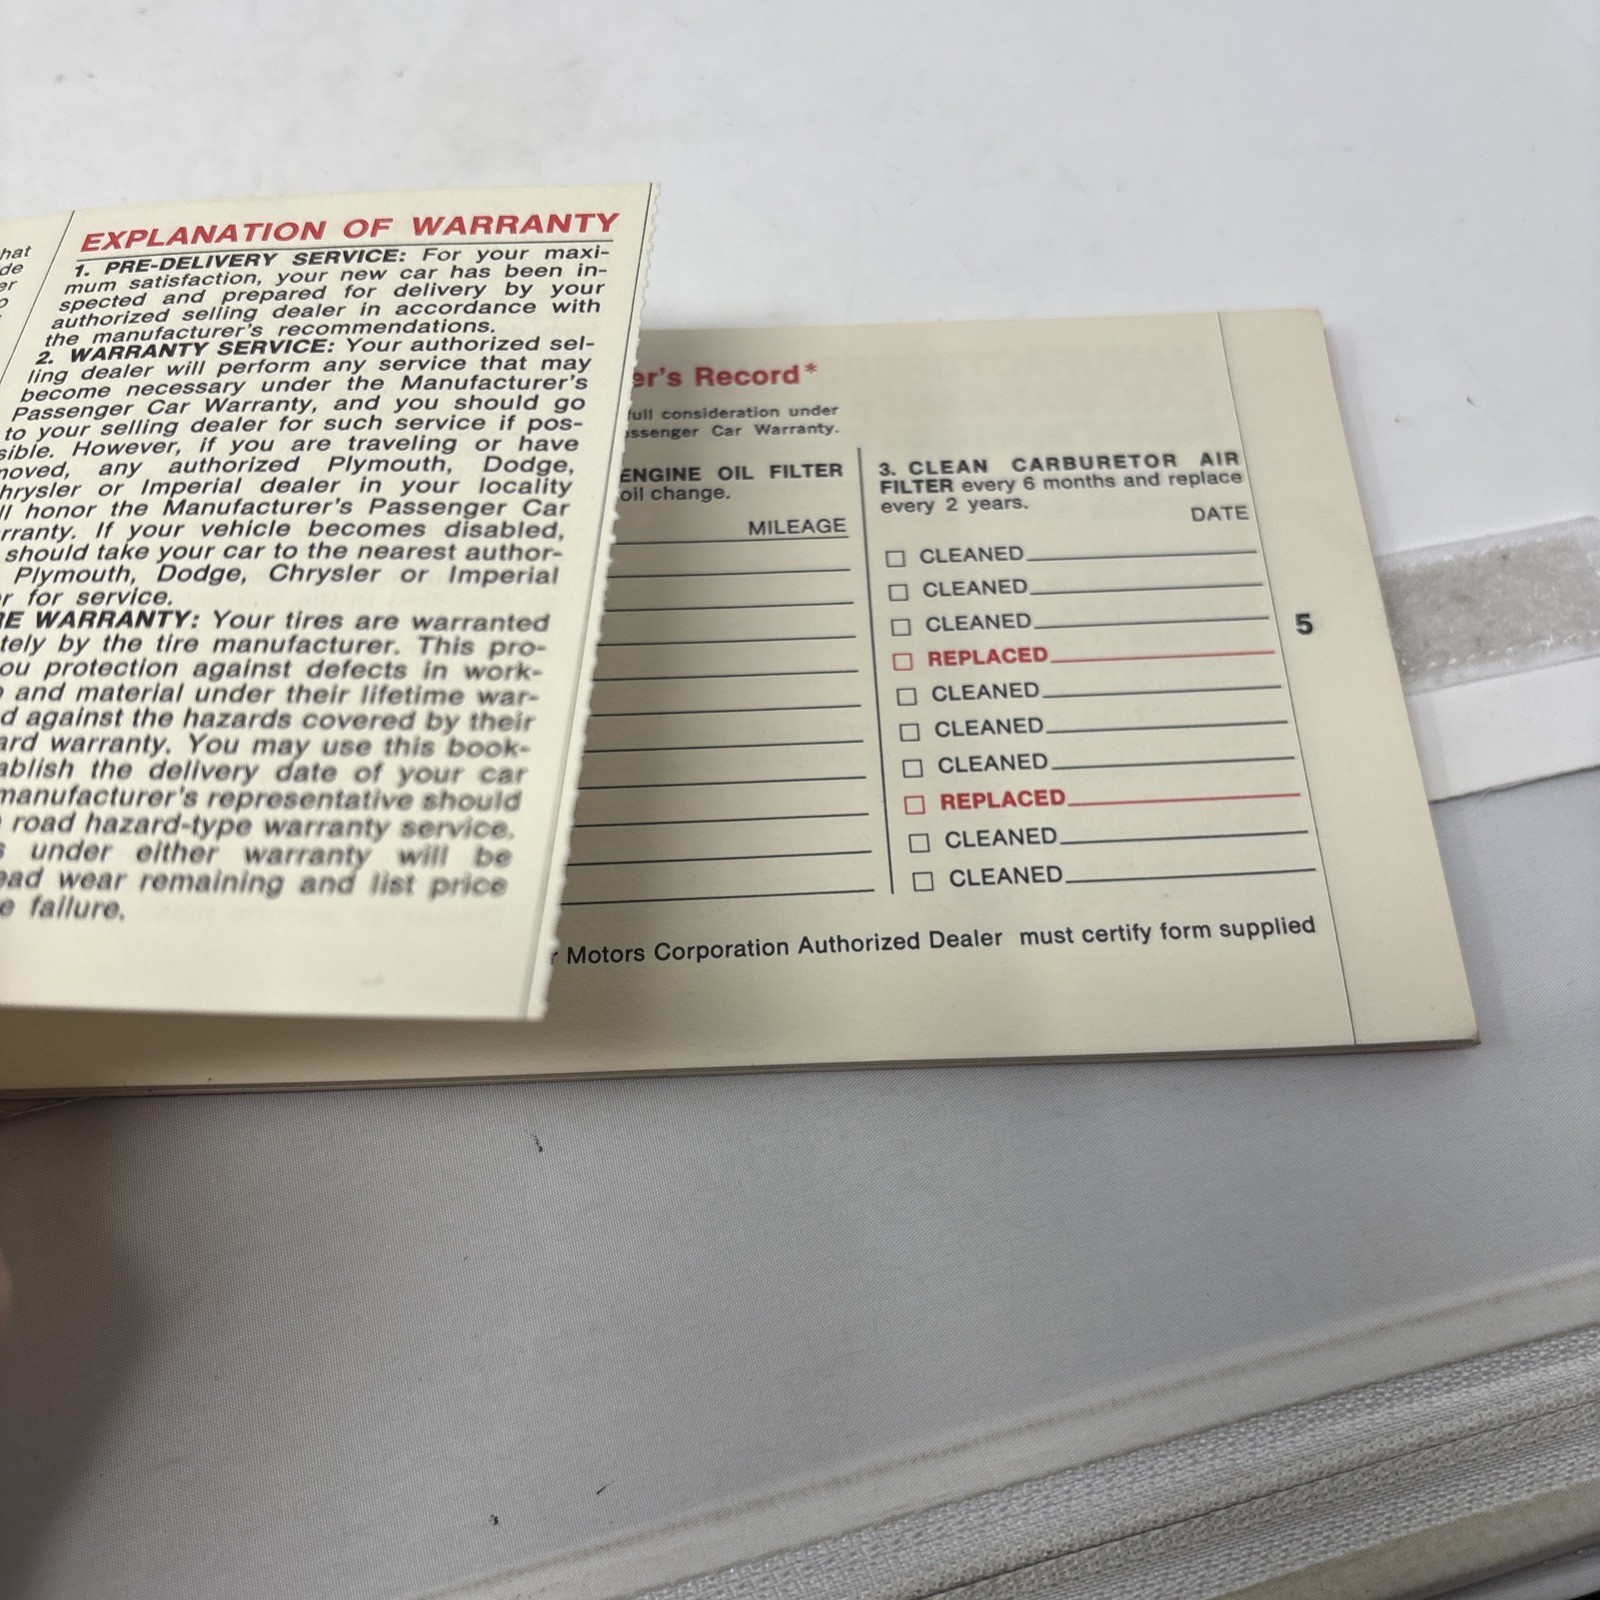 EXPLANATION OF WARRANTY
1. PRE-DELIVERY SERVICE: For your maxi-
mum satisfaction, your new car has been in-
spected and prepared for delivery by your
authorized selling dealer in accordance with
the manufacturer's recommendations.
2. WARRANTY SERVICE: Your authorized sel-
ling dealer will perform any service that may
become necessary under the Manufacturer's
Passenger Car Warranty, and you should go
to your selling dealer for such service if pos-
sible. However, if you are traveling or have
moved, any authorized Plymouth, Dodge,
Chrysler or Imperial dealer in your locality
honor the Manufacturer's Passenger Car
rranty. If your vehicle becomes disabled,
should take your car to the nearest author-
Plymouth, Dodge, Chrysler or Imperial
r for service.
RE WARRANTY: Your tires are warranted
tely by the tire manufacturer. This pro-
ou protection against defects in work-
and material under their lifetime war-
d against the hazards covered by their
ard warranty. You may use this book-
ablish the delivery date of your car
manufacturer's representative should
road hazard-type warranty service.
s under either warranty will be
ead wear remaining and list price
e failure.
hat
de
er
er's Record*
full consideration under
ssenger Car Warranty.
ENGINE OIL FILTER
oil change.
MILEAGE
3. CLEAN CARBURETOR AIR
FILTER every 6 months and replace
every 2 years.
DATE
CLEANED
CLEANED
CLEANED
REPLACED
CLEANED
CLEANED
CLEANED
REPLACED
CLEANED
CLEANED
5
r Motors Corporation Authorized Dealer must certify form supplied